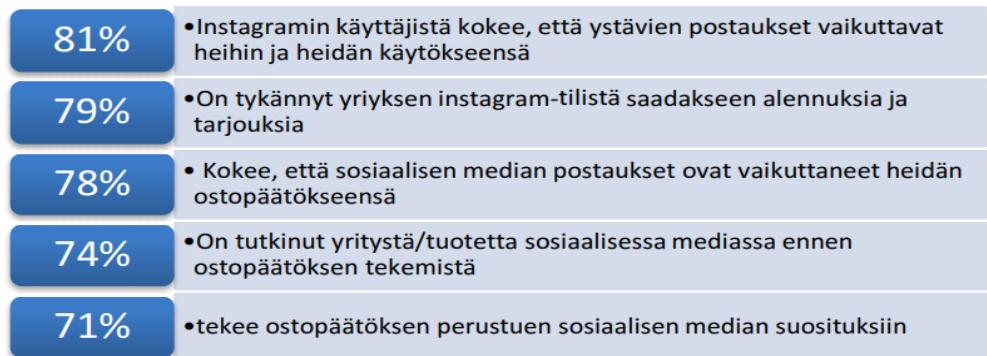 81%
•Instagramin käyttäjistä kokee, että ystävien postaukset vaikuttavat
heihin ja heidän käytökseensä
79%
•On tykännyt yriyksen instagram-tilistä saadakseen alennuksia ja
tarjouksia
78%
• Kokee, että sosiaalisen median postaukset ovat vaikuttaneet heidän
ostopäätökseensä
74%
•On tutkinut yritystä/tuotetta sosiaalisessa mediassa ennen
ostopäätöksen tekemistä
71%
•tekee ostopäätöksen perustuen sosiaalisen median suosituksiin